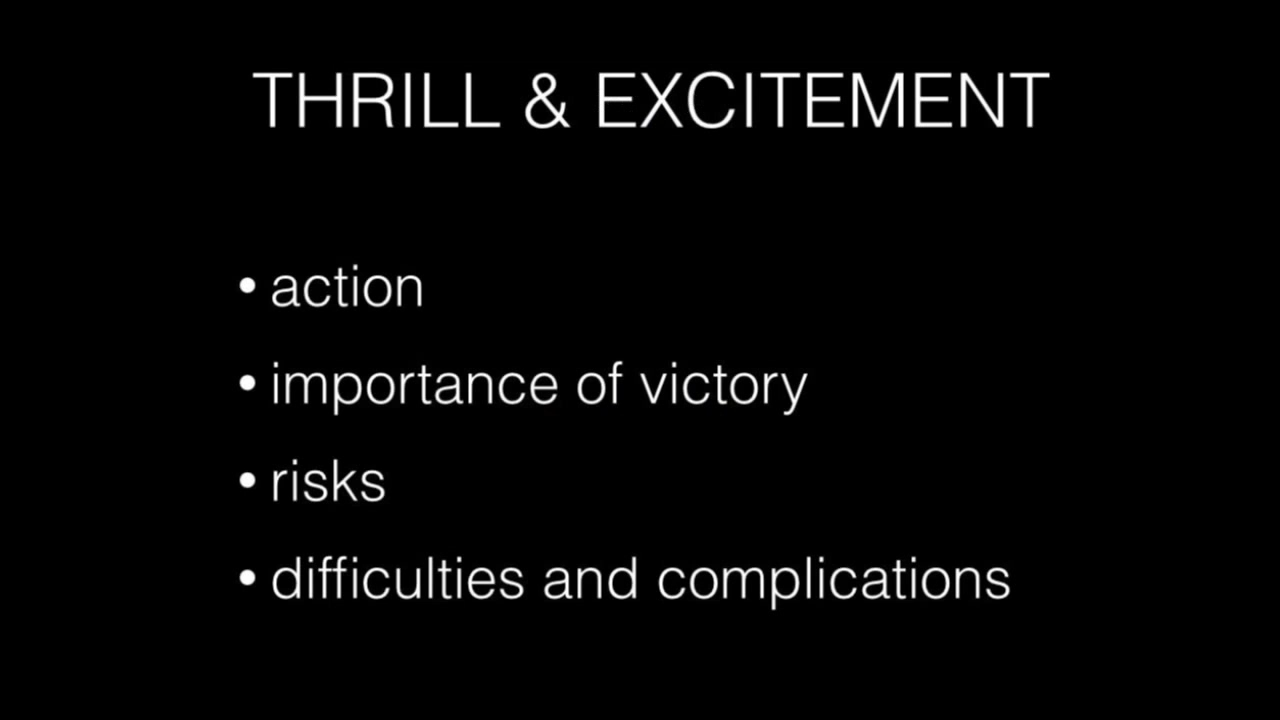 THRILL & EXCITEMENT
• action
• importance of victory
• risks
• difficulties and complications